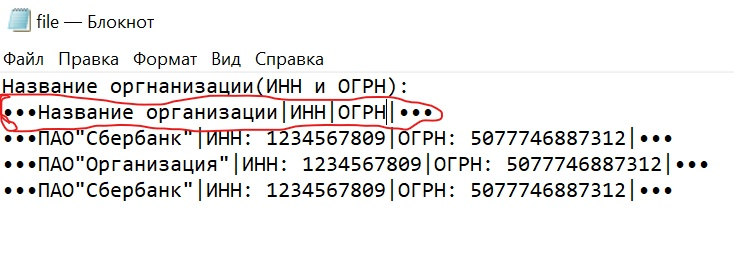 file — Блокнот
Файл Правка Формат Вид Справка
Название оргнанизации(ИНН и ОГРН):
•••Название организации|ИНН|ОГРН|•••
•••ПАО"Сбербанк"|ИНН: 1234567809|ОГРН: 5077746887312|•••
•••ПАО"Организация"|ИНН: 1234567809|ОГРН: 5077746887312|•••
•••ПАО"Сбербанк"|ИНН: 1234567809|ОГРН: 5077746887312|•••